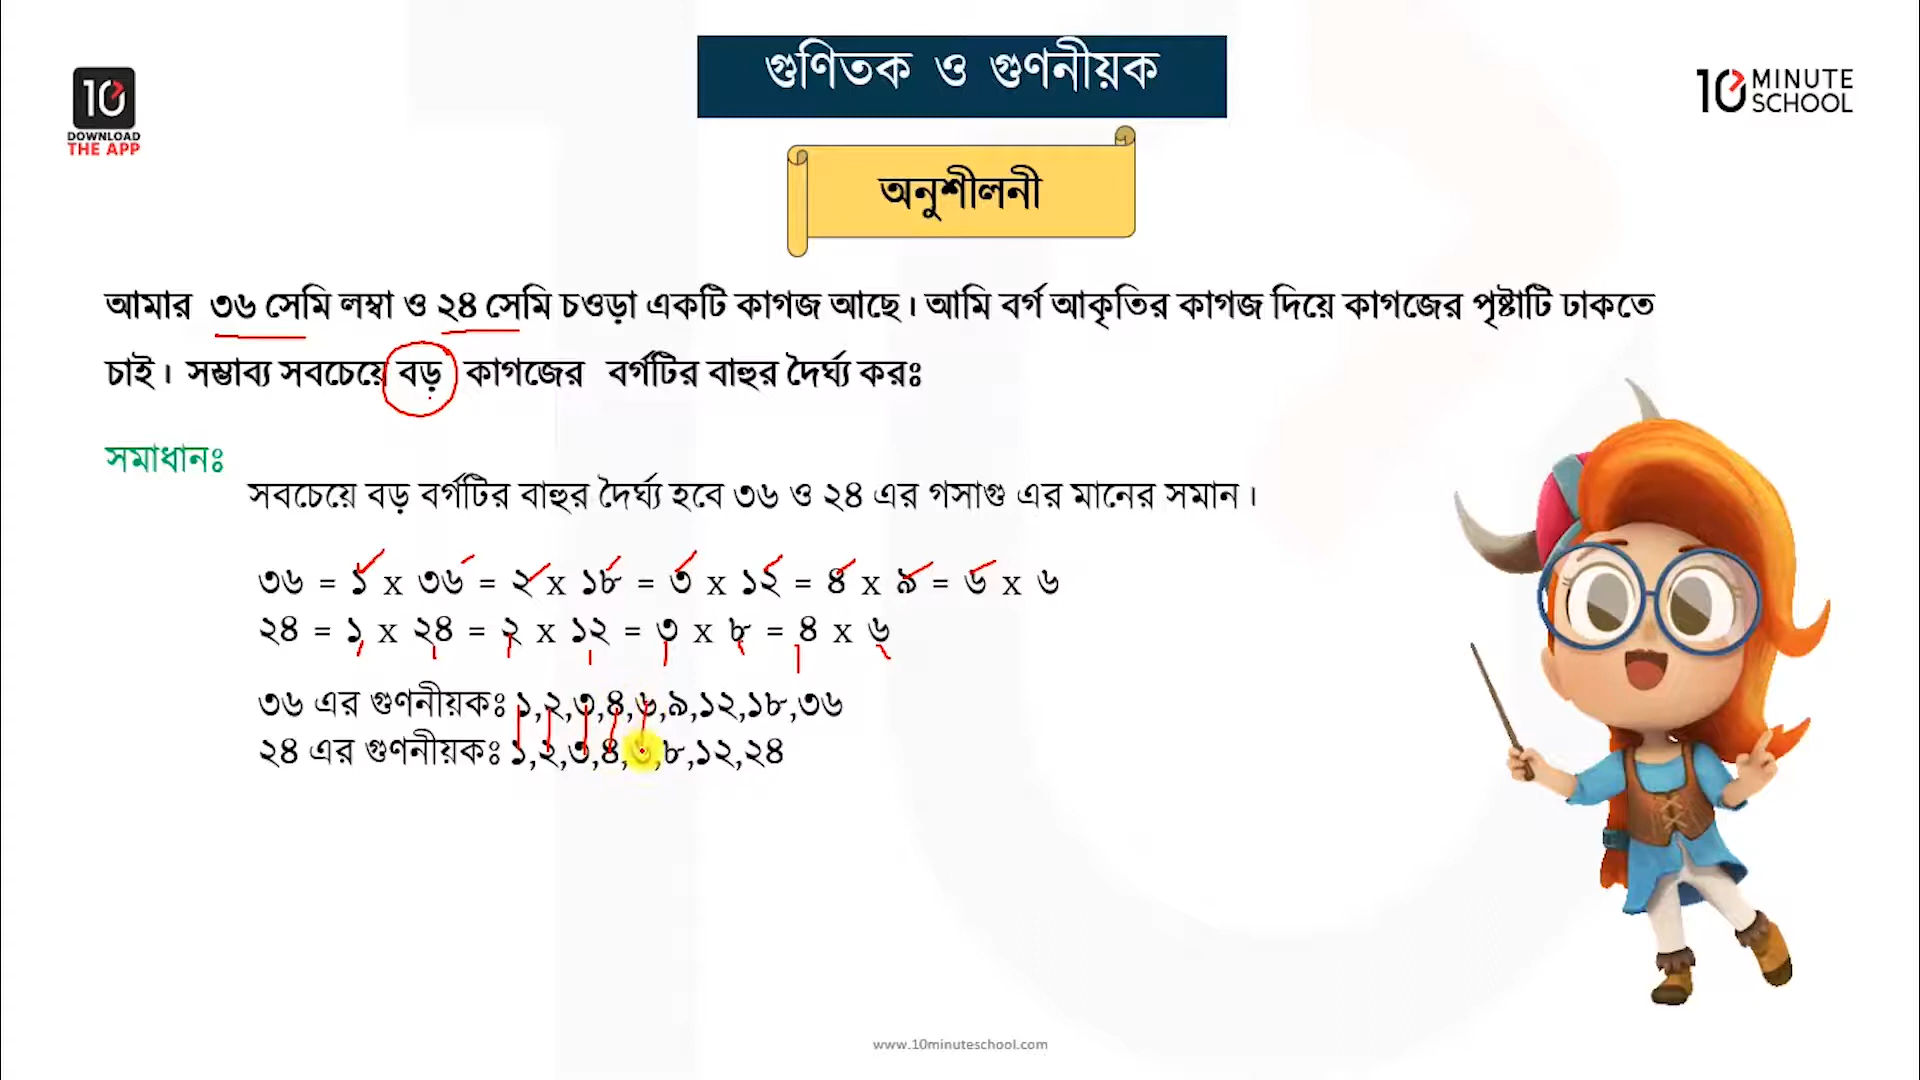 গুণিতক ও গুণনীয়ক
10 MINUTE SCHOOL
10
DOWNLOAD
THE APP
অনুশীলনী
আমার ৩৬ সেমি লম্বা ও ২৪ সেমি চওড়া একটি কাগজ আছে। আমি বর্গ আকৃতির কাগজ দিয়ে কাগজের পৃষ্টাটি ঢাকতে
চাই। সম্ভাব্য সবচেয়ে বড় কাগজের বর্গটির বাহুর দৈর্ঘ্য করঃ
সমাধানঃ
সবচেয়ে বড় বর্গটির বাহুর দৈর্ঘ্য হবে ৩৬ ও ২৪ এর গসাগু এর মানের সমান।
৩৬ = ১ x ৩৬ = ২ x ১৮ = ৩ x ১২ = ৪ x ৯ = ৬ x ৬
২৪ = ১ x ২৪ = ২ x ১২ = ৩ x ৮ = ৪ x ৬
৩৬ এর গুণনীয়কঃ ১,২,৩,৪,৬,৯,১২,১৮,৩৬
২৪ এর গুণনীয়কঃ ১,২,৩,৪,৬,৮,১২,২৪
www.10minuteschool.com